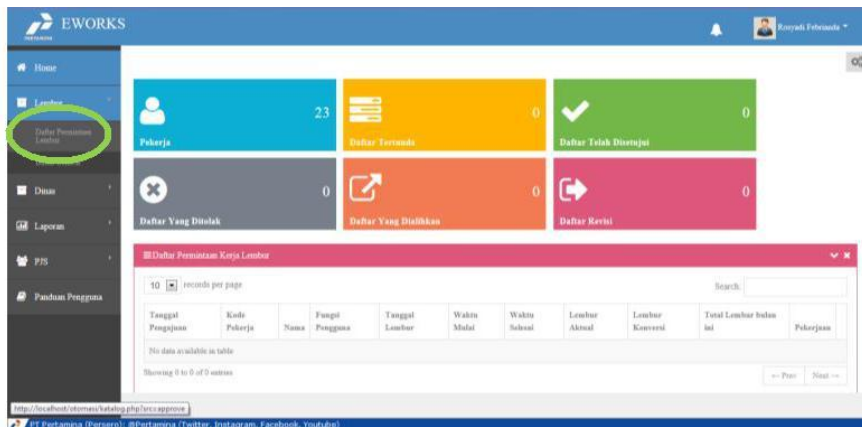 EWORKS
PERTAMINA
Rosyadi Febrianda
Home
Lembur
Daftar Permintaan
Lembur
Dinas
Laporan
PJS
Panduan Pengguna
23
Pekerja
0
Daftar Tertunda
0
Daftar Telah Disetujui
0
Daftar Yang Ditolak
0
Daftar Yang Dialihkan
0
Daftar Revisi
Daftar Permintaan Kerja Lembur
10 records per page
Search:
Tanggal Pengajuan
Kode Pekerja
Nama
Fungsi Pengguna
Tanggal Lembur
Waktu Mulai
Waktu Selesai
Lembur Aktual
Lembur Konversi
Total Lembur bulan ini
Pekerjaan
No data available in table
Showing 0 to 0 of 0 entries
← Prev
Next →
http://localhost/otomasi/katalog.php?src=approve
PT Pertamina (Persero): @Pertamina (Twitter, Instagram, Facebook, Youtube)